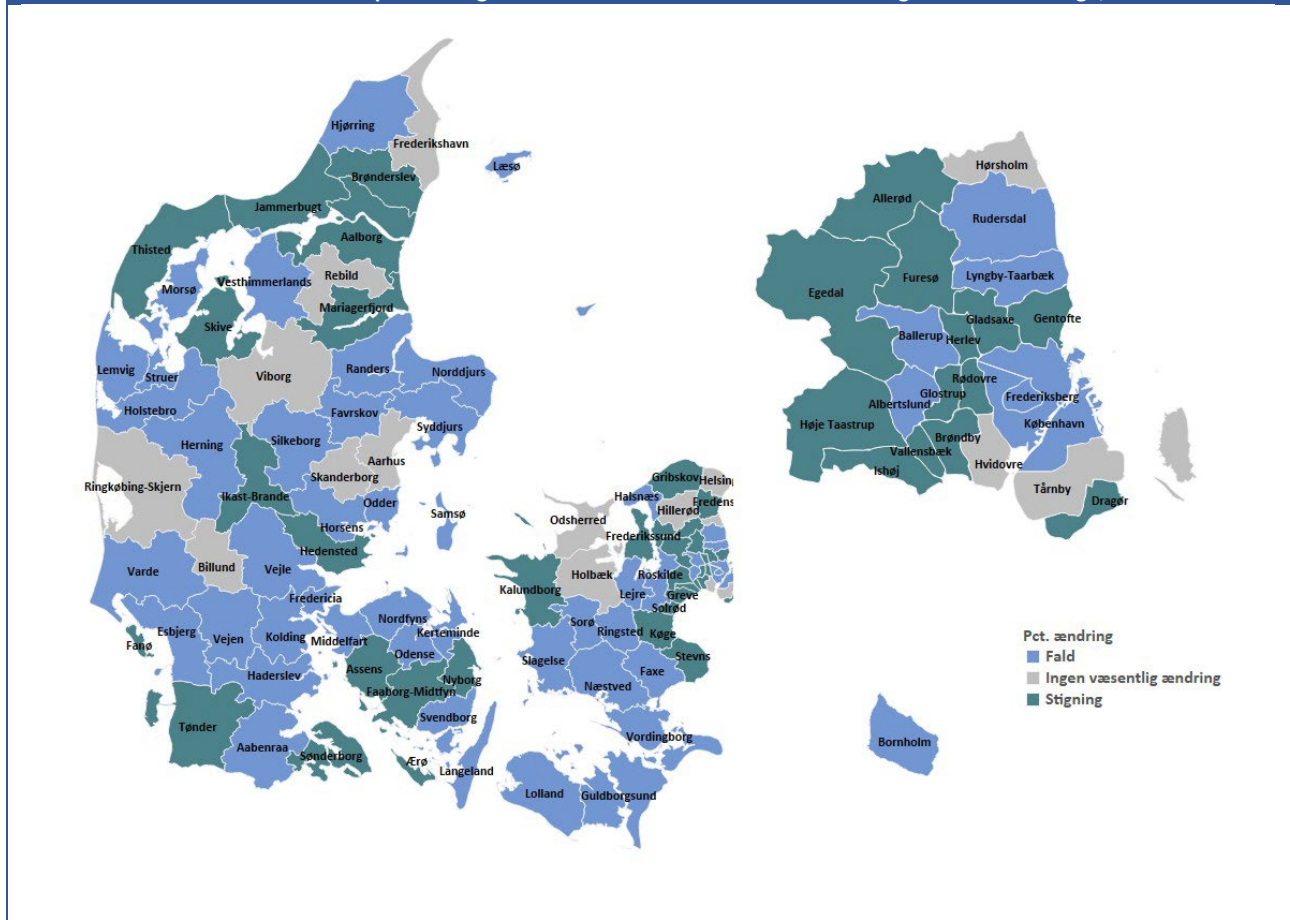 Hjørring
Frederikshavn
Læsø
Brønderslev
Jammerbugt
Aalborg
Thisted
Rebild
Vesthimmerlands
Morsø
Mariagerfjord
Skive
Viborg
Randers
Norddjurs
Lemvig
Struer
Holstebro
Favrskov
Syddjurs
Herning
Silkeborg
Aarhus
Skanderborg
Ringkøbing-Skjern
Ikast-Brande
Odder
Samsø
Horsens
Hedensted
Billund
Varde
Vejle
Fredericia
Nordfyns
Esbjerg
Vejen
Kolding
Middelfart
Kerteminde
Fanø
Odense
Haderslev
Assens
Nyborg
Faaborg-Midtfyn
Svendborg
Tønder
Aabenraa
Sønderborg
Ærø
Langeland
Gribskov
Helsing
Halsnæs
Fredens
Hillerød
Odsherred
Frederikssund
Holbæk
Roskilde
Kalundborg
Lejre
Greve
Solrød
Sorø
Ringsted
Køge
Stevns
Slagelse
Faxe
Næstved
Vordingborg
Lolland
Guldborgsund
Hørsholm
Allerød
Rudersdal
Furesø
Lyngby-Taarbæk
Egedal
Gladsaxe
Gentofte
Ballerup
Herlev
Rødovre
Glostrup
Frederiksberg
Albertslund
København
Høje Taastrup
Brøndby
Vallensbæk
Hvidovre
Ishøj
Tårnby
Dragør
Bornholm
Pct. ændring
Fald
Ingen væsentlig ændring
Stigning